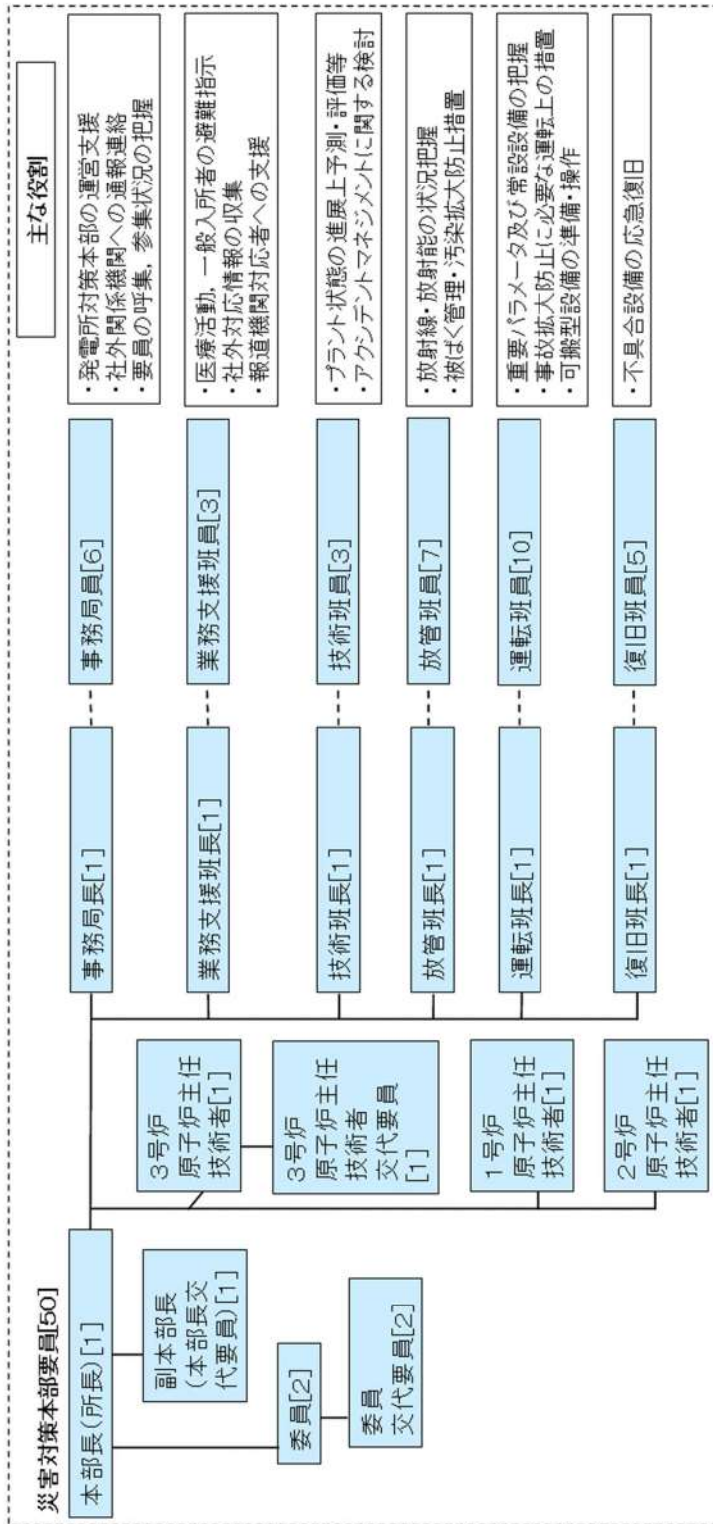 災害対策本部要員[50]
本部長(所長)[1]
副本部長
(本部長交
代要員)[1]
委員[2]
委員
交代要員[2]
3号炉
原子炉主任
技術者[1]
3号炉
原子炉主任
技術者
交代要員
[1]
1号炉
原子炉主任
技術者[1]
2号炉
原子炉主任
技術者[1]
主な役割
事務局長[1]
事務局員[6]
・発電所対策本部の運営支援
・社外関係機関への通報連絡
・要員の呼集，参集状況の把握
業務支援班長[1]
業務支援班員[3]
・医療活動，一般入所者の避難指示
・社外対応情報の収集
・報道機関対応者への支援
技術班長[1]
技術班員[3]
・プラント状態の進展上予測・評価等
・アクシデントマネジメントに関する検討
放管班長[1]
放管班員[7]
・放射線・放射能の状況把握
・被ばく管理・汚染拡大防止措置
運転班長[1]
運転班員[10]
・重要パラメータ及び常設設備の把握
・事故拡大防止に必要な運転上の措置
・可搬型設備の準備・操作
復旧班長[1]
復旧班員[5]
・不具合設備の応急復旧